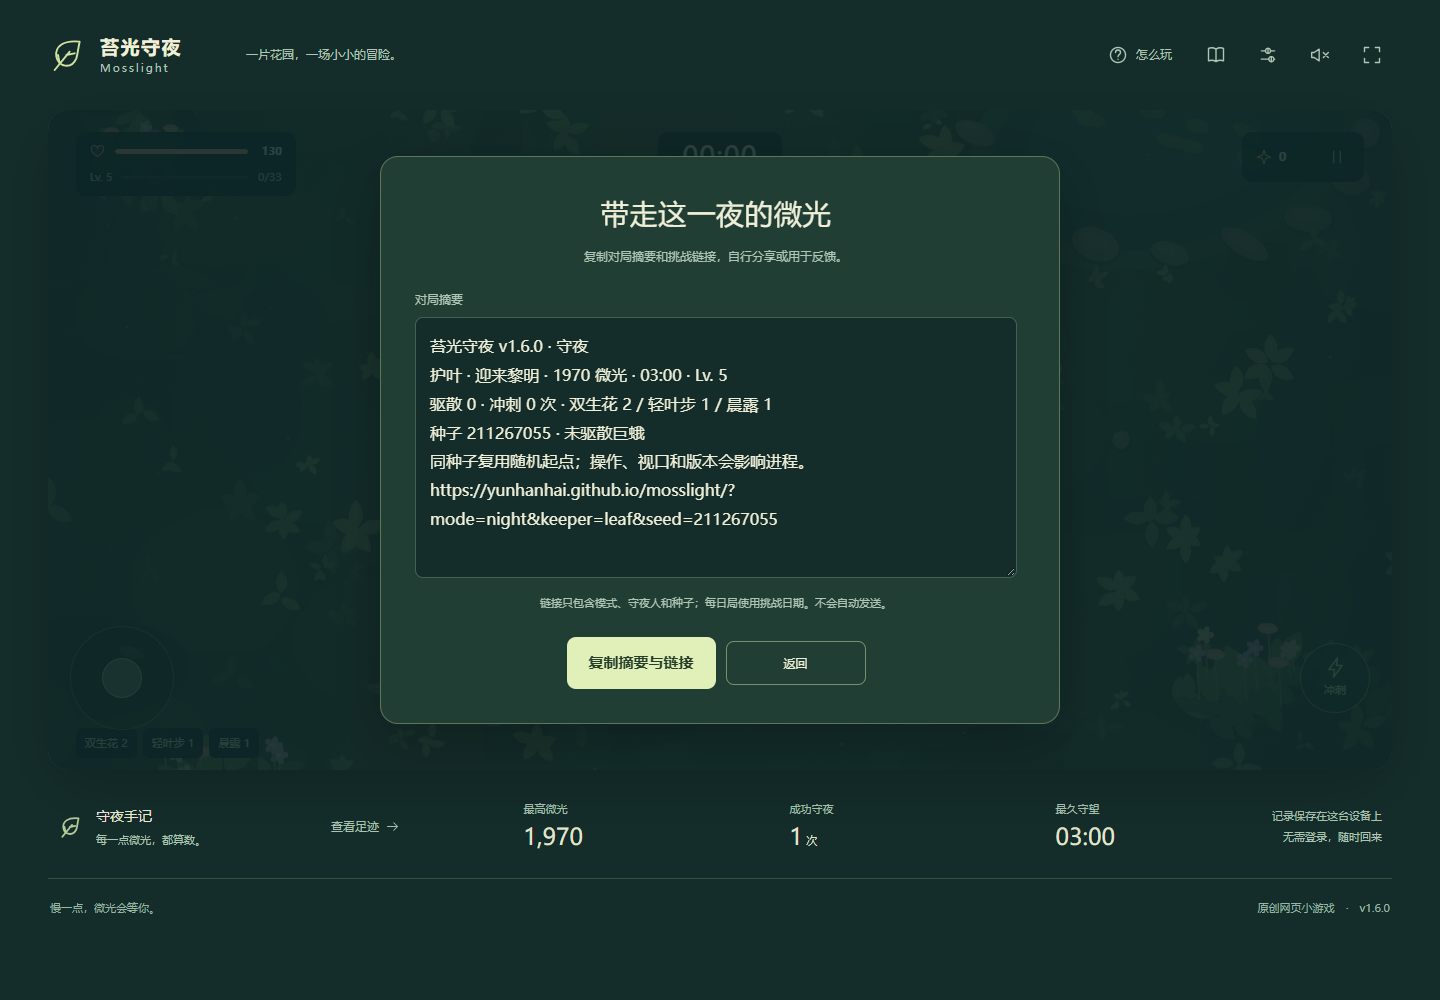 苔光守夜
Mosslight
一片花园，一场小小的冒险。
怎么玩
130
Lv. 5
0/33
00:00
0
带走这一夜的微光
复制对局摘要和挑战链接，自行分享或用于反馈。
对局摘要
苔光守夜 v1.6.0 · 守夜
护叶 · 迎来黎明 · 1970 微光 · 03:00 · Lv. 5
驱散 0 · 冲刺 0 次 · 双生花 2 / 轻叶步 1 / 晨露 1
种子 211267055 · 未驱散巨蛾
同种子复用随机起点；操作、视口和版本会影响进程。
https://yunhanhai.github.io/mosslight/?
mode=night&keeper=leaf&seed=211267055
链接只包含模式、守夜人和种子；每日局使用挑战日期。不会自动发送。
复制摘要与链接
返回
冲刺
双生花 2
轻叶步 1
晨露 1
守夜手记
每一点微光，都算数。
查看足迹 →
最高微光
1,970
成功守夜
1 次
最久守望
03:00
记录保存在这台设备上
无需登录，随时回来
慢一点，微光会等你。
原创网页小游戏 · v1.6.0